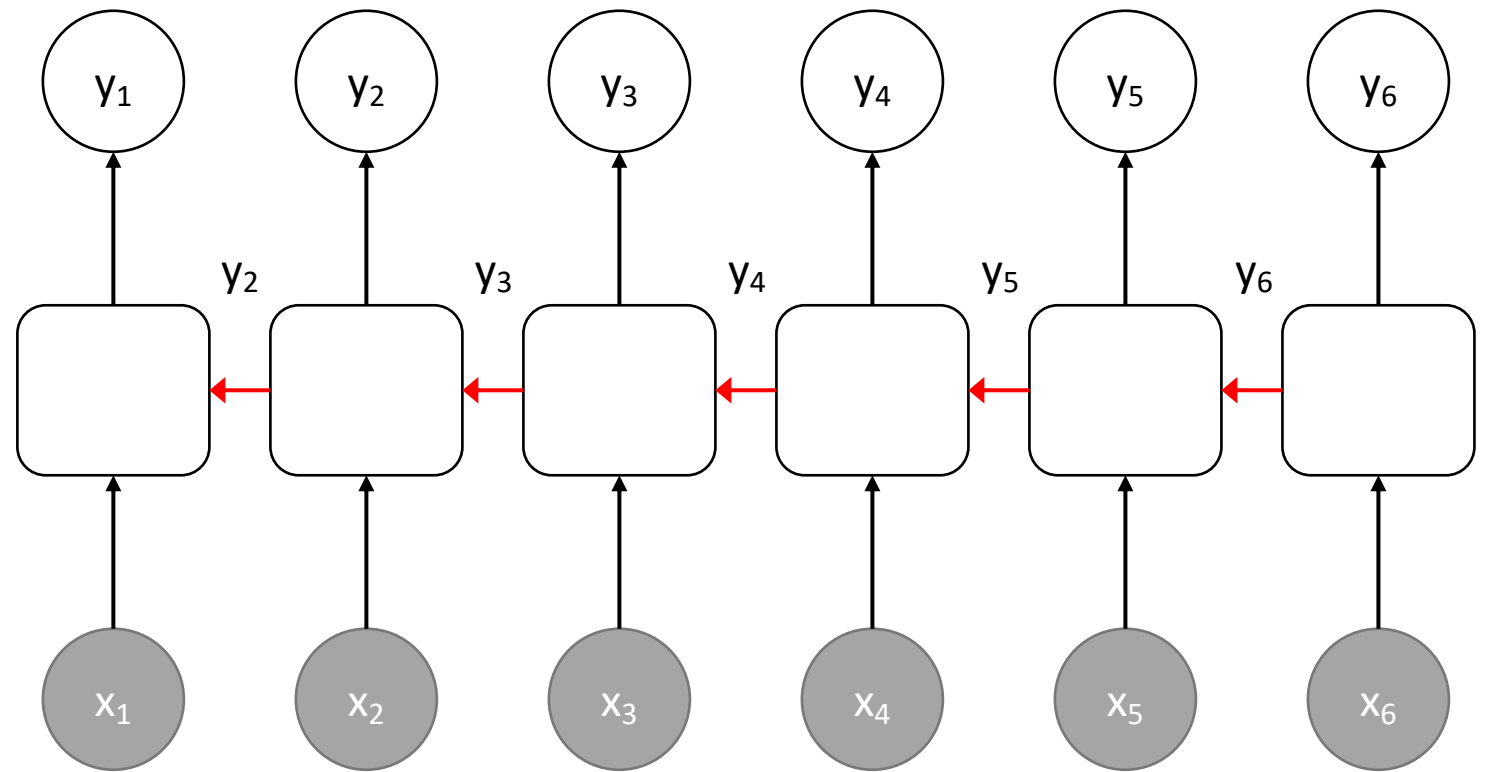 y₁ y₂ y₃ y₄ y₅ y₆
y₂ y₃ y₄ y₅ y₆
x₁ x₂ x₃ x₄ x₅ x₆